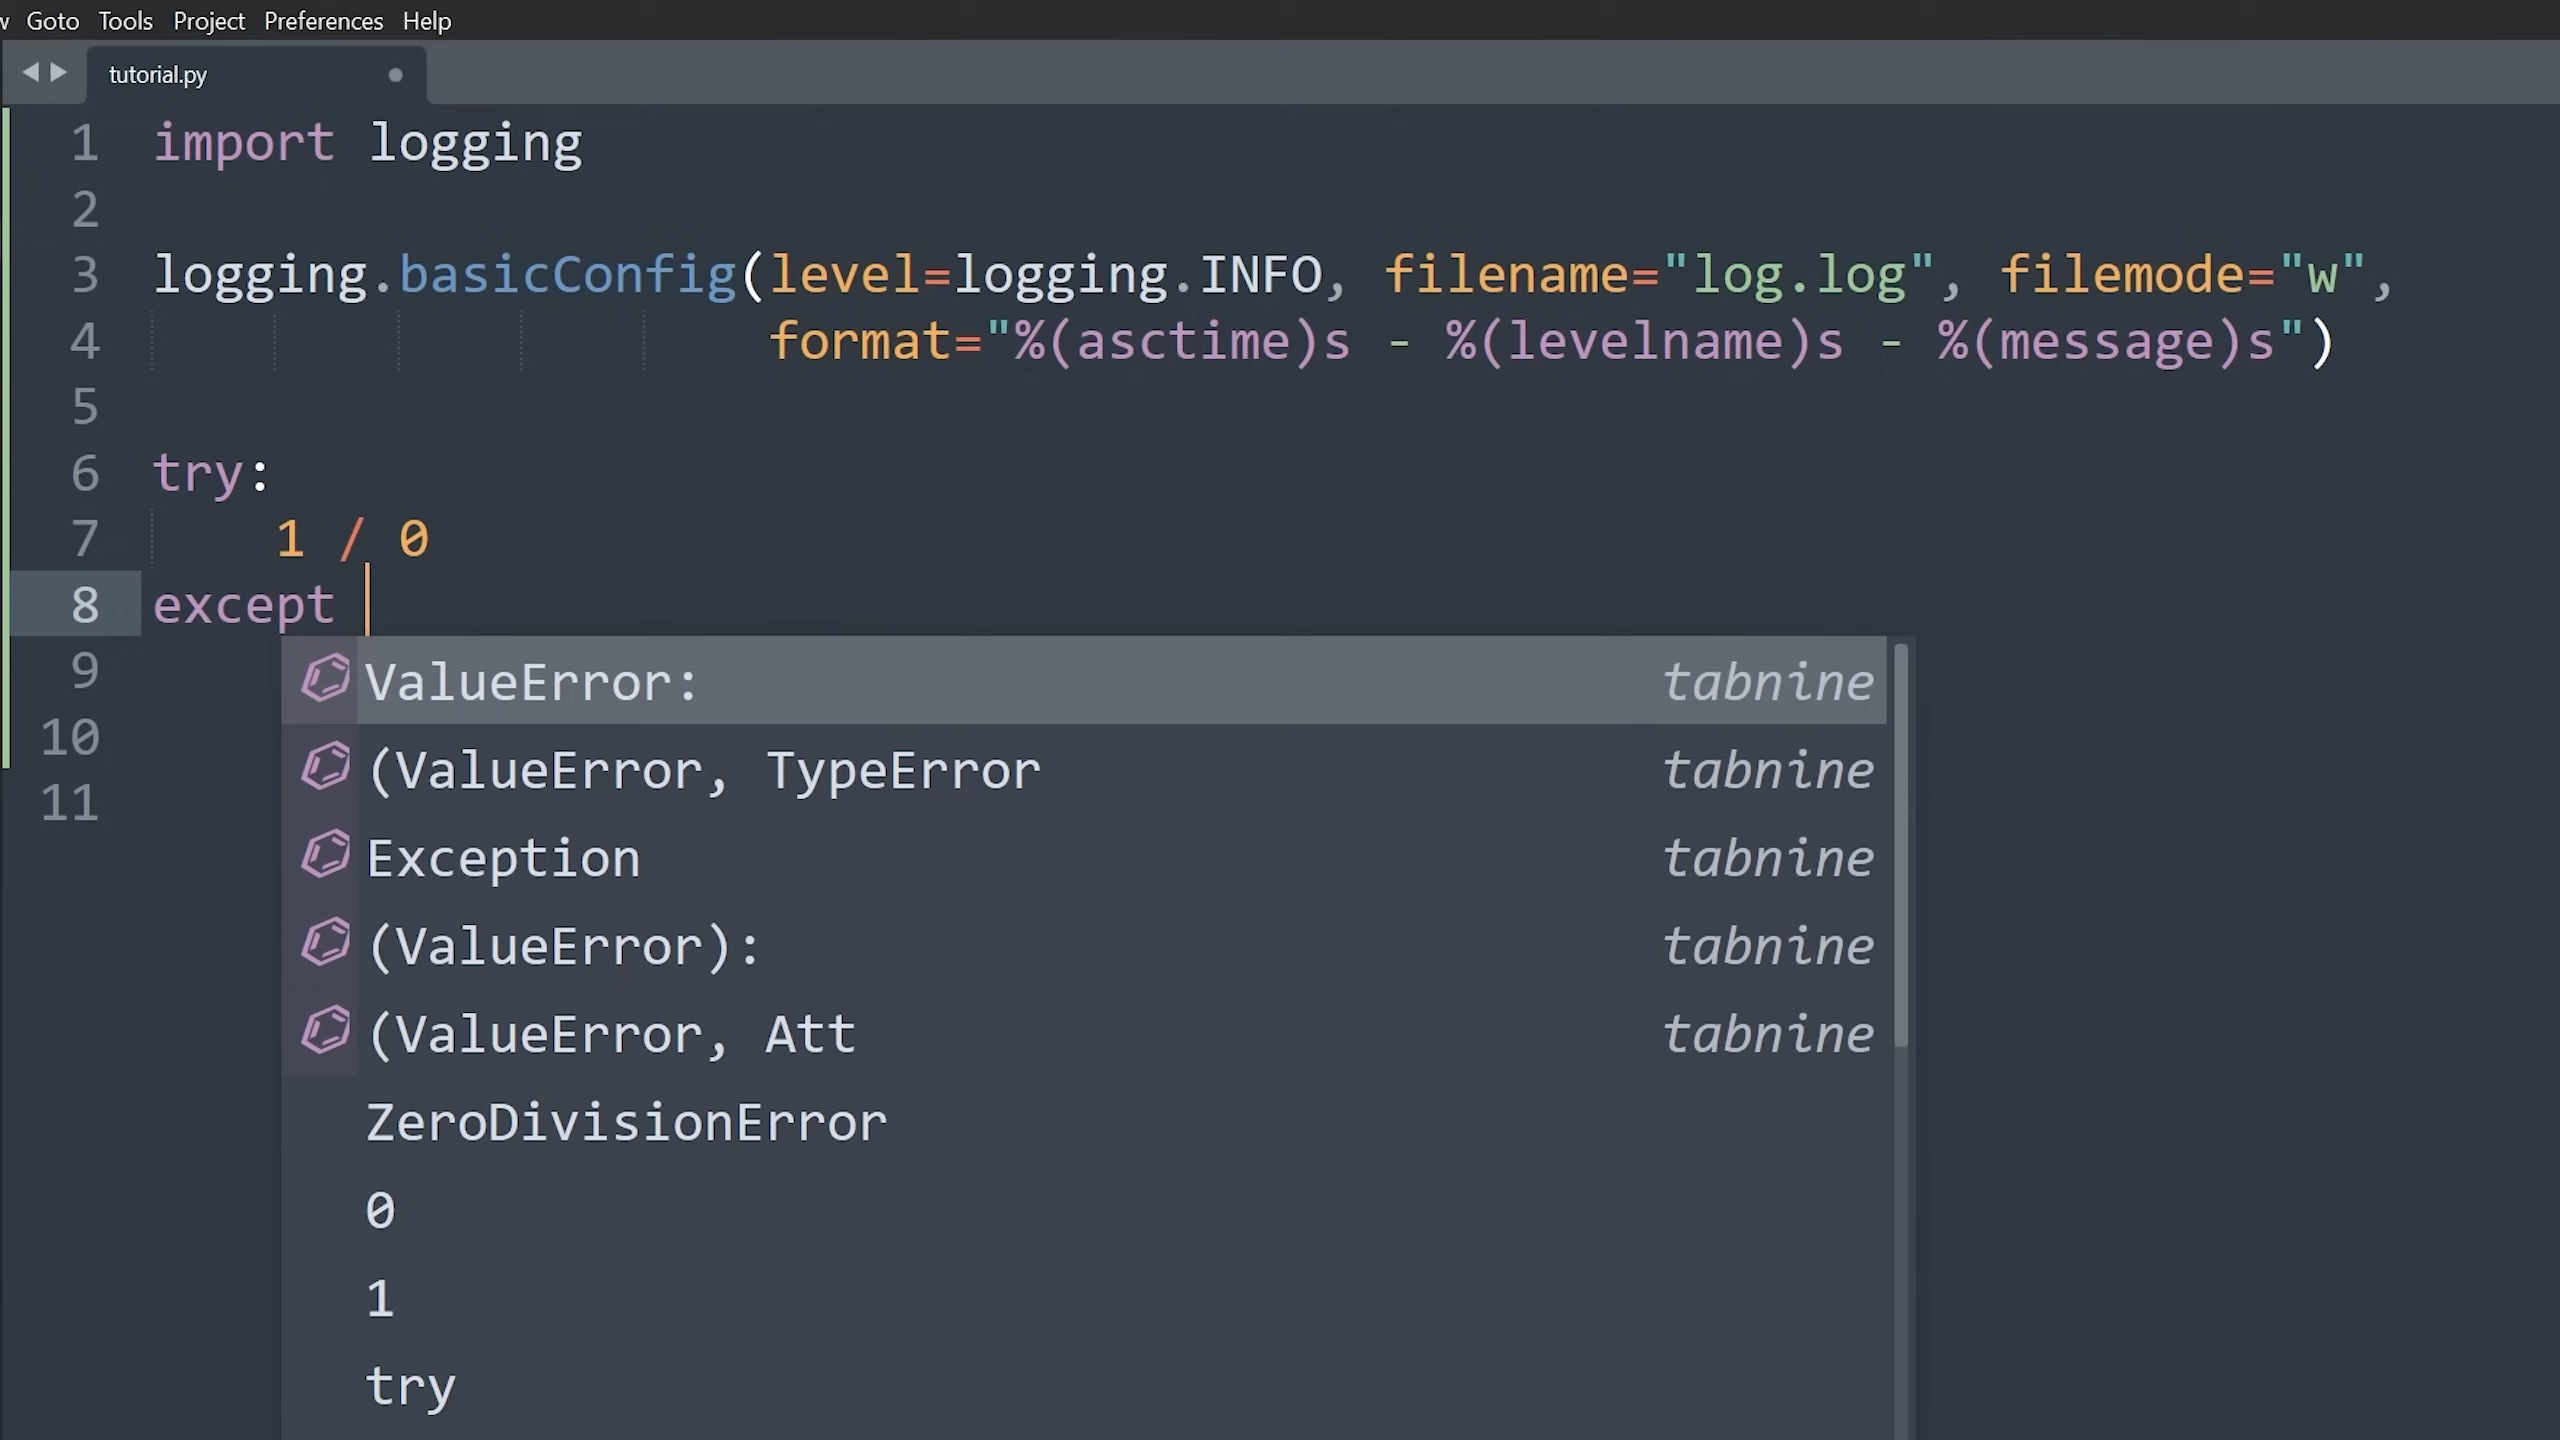 Goto Tools Project Preferences Help
tutorial.py
1 import logging
2
3 logging.basicConfig(level=logging.INFO, filename="log.log", filemode="w",
4 format="%(asctime)s - %(levelname)s - %(message)s")
5
6 try:
7 1 / 0
8 except
9
10
11
ValueError: tabnine
(ValueError, TypeError tabnine
Exception tabnine
(ValueError): tabnine
(ValueError, Att tabnine
ZeroDivisionError
0
1
try